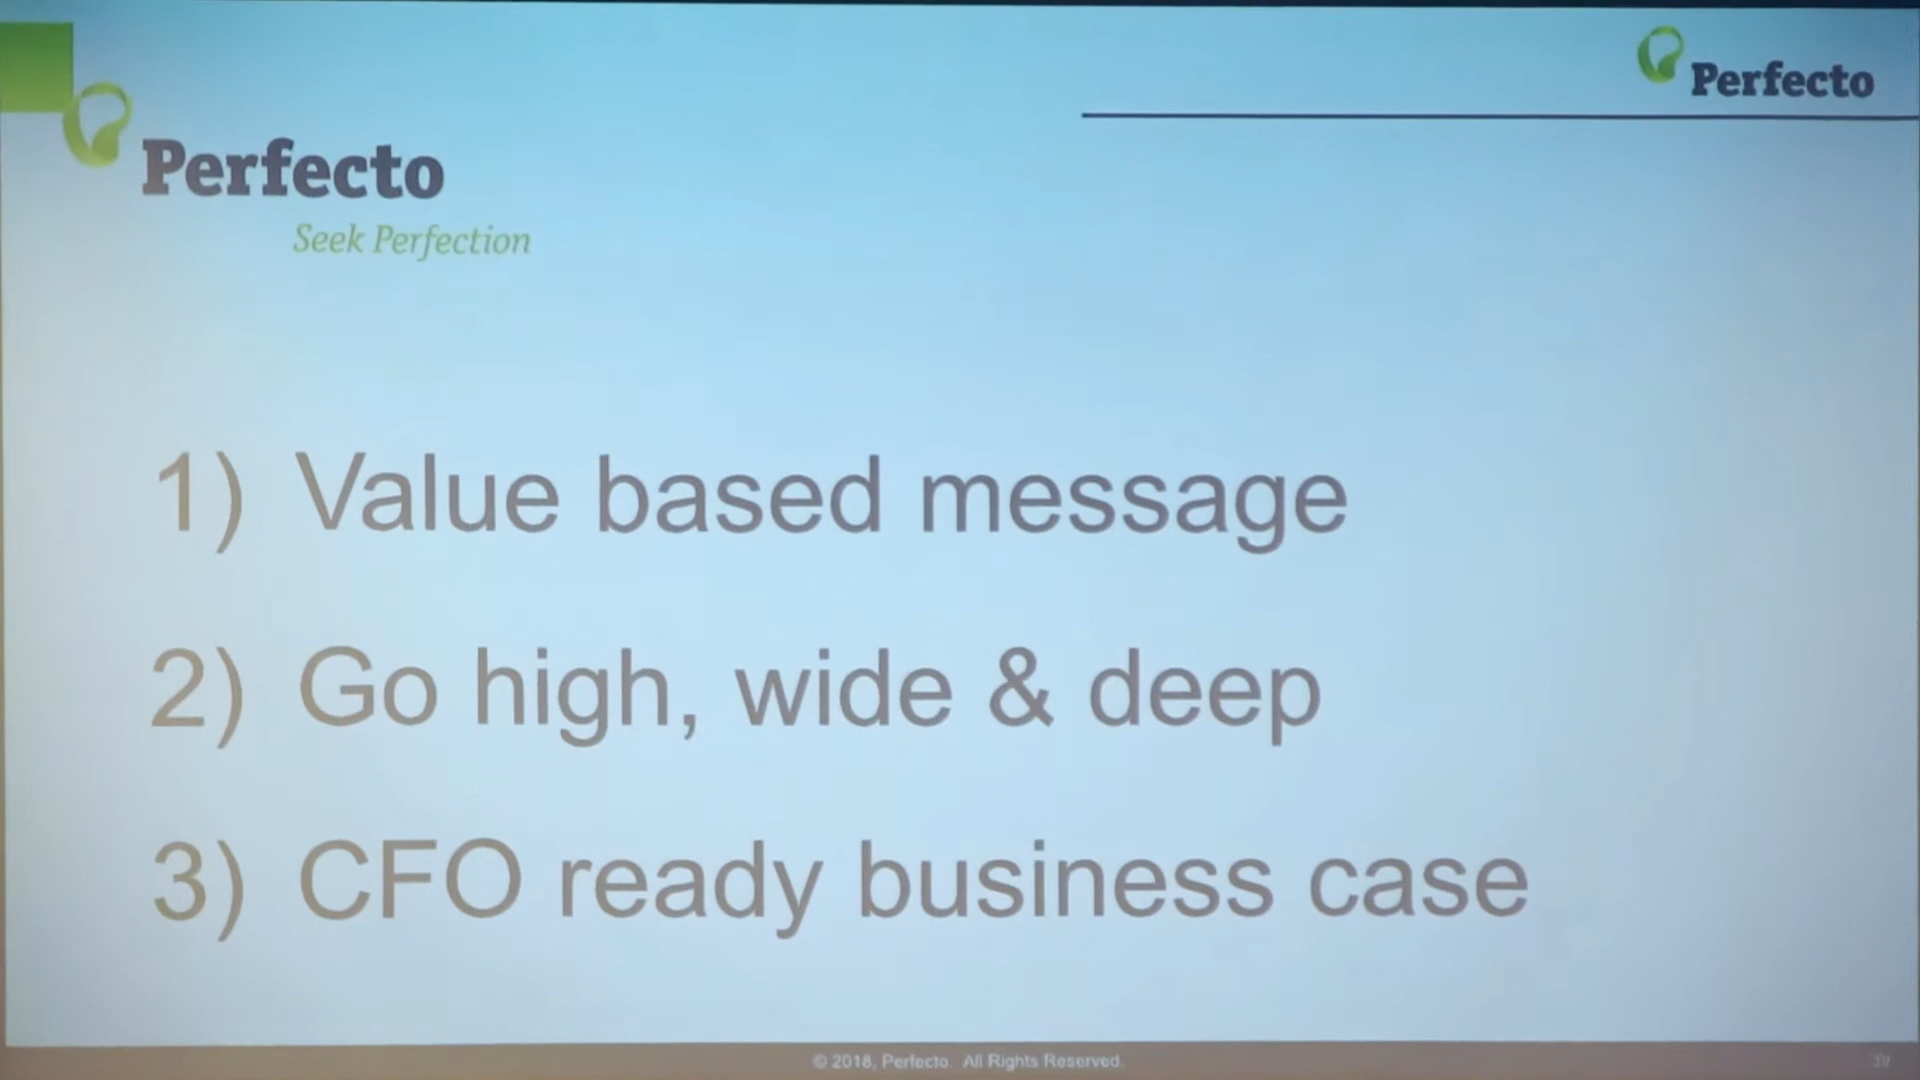 Perfecto
Perfecto
Seek Perfection
1) Value based message
2) Go high, wide & deep
3) CFO ready business case
© 2018, Perfecto. All Rights Reserved.